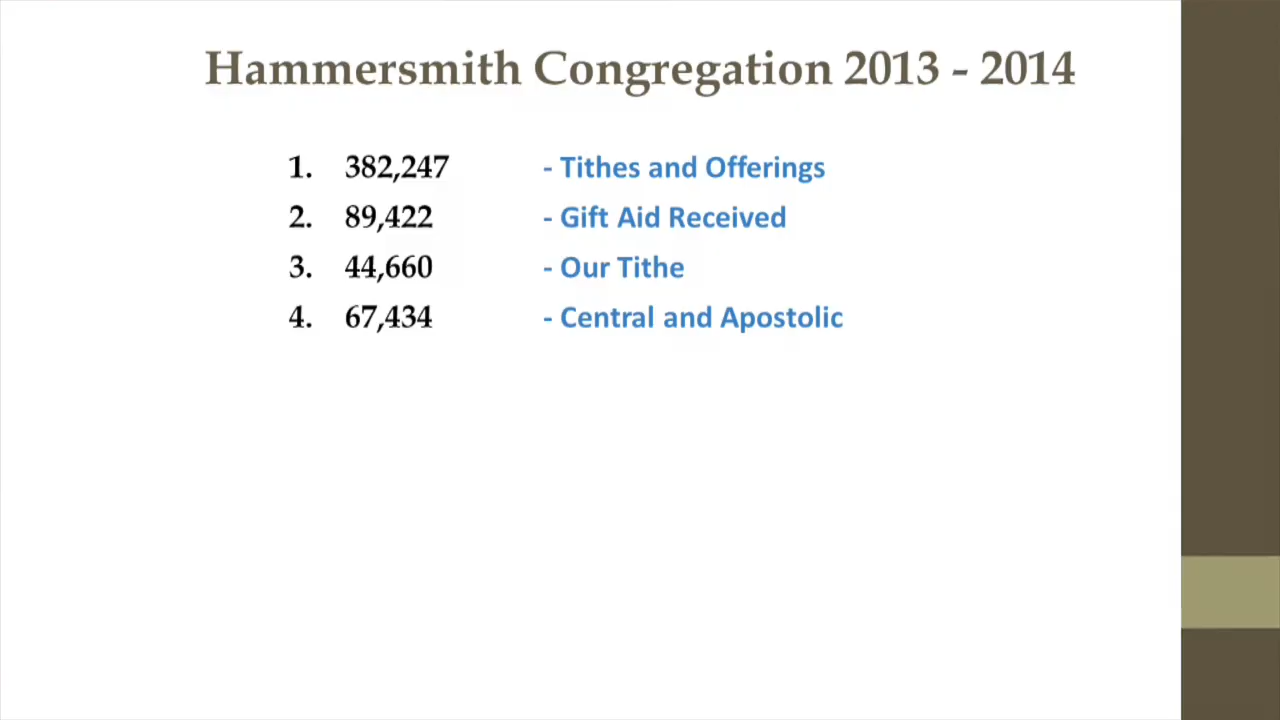 Hammersmith Congregation 2013 - 2014
1. 382,247 - Tithes and Offerings
2. 89,422 - Gift Aid Received
3. 44,660 - Our Tithe
4. 67,434 - Central and Apostolic